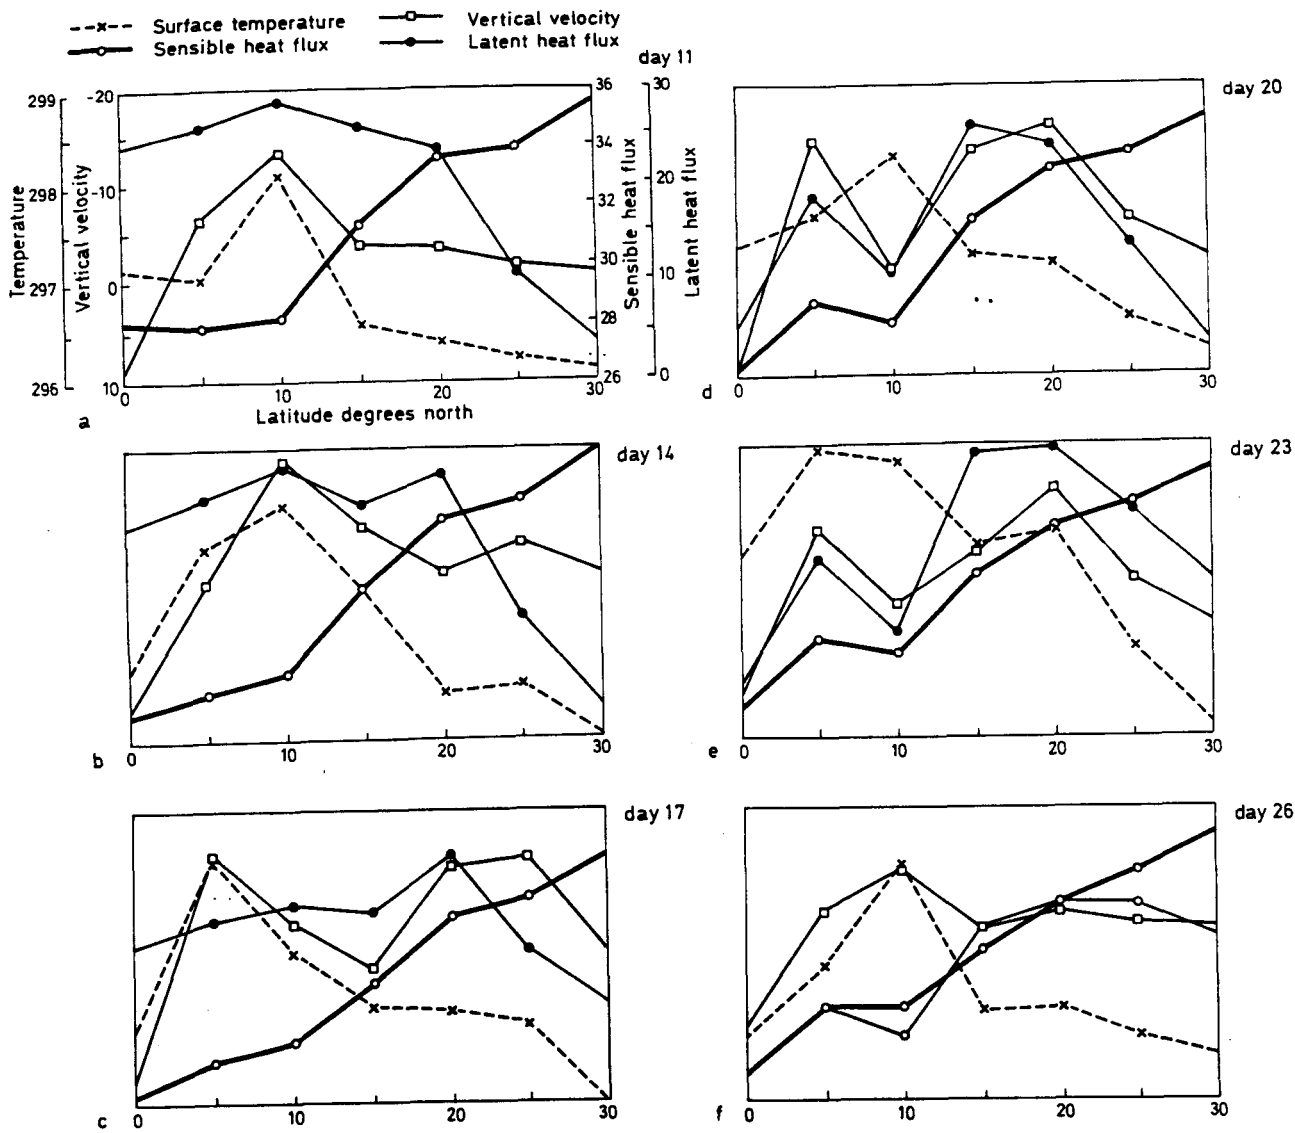 Surface temperature
Vertical velocity
Sensible heat flux
Latent heat flux
day 11
Temperature
299
298
297
296
Vertical velocity
-20
-10
0
10
Sensible heat flux
36
34
32
30
28
26
Latent heat flux
30
20
10
0
0 10 20 30
Latitude degrees north
a
day 20
0 10 20 30
d
day 14
0 10 20 30
b
day 23
0 10 20 30
e
day 17
0 10 20 30
c
day 26
0 10 20 30
f